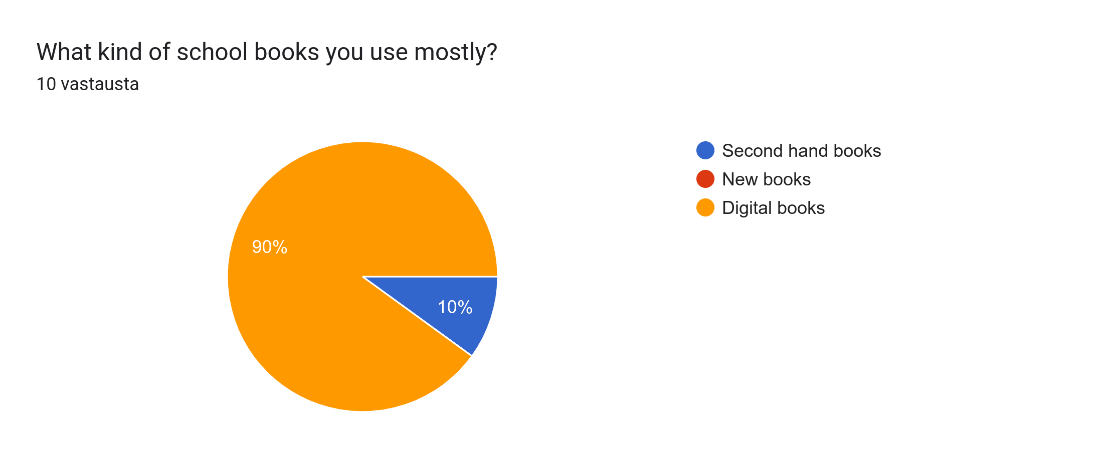 What kind of school books you use mostly?
10 vastausta
Second hand books
New books
Digital books
90%
10%